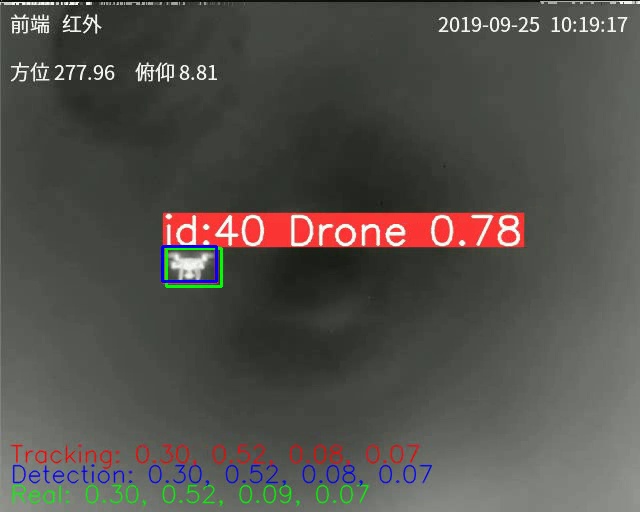 前端 红外
2019-09-25 10:19:17
方位 277.96 俯仰 8.81
id:40 Drone 0.78
Tracking: 0.30, 0.52, 0.08, 0.07
Detection: 0.30, 0.52, 0.08, 0.07
Real: 0.30, 0.52, 0.09, 0.07